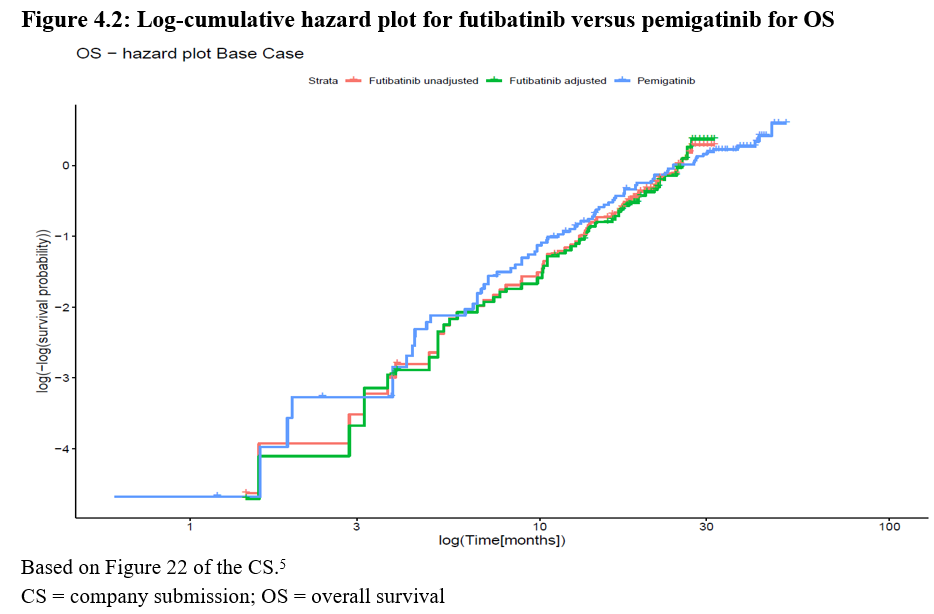 Figure 4.2: Log-cumulative hazard plot for futibatinib versus pemigatinib for OS
OS − hazard plot Base Case
Strata Futibatinib unadjusted Futibatinib adjusted Pemigatinib
log(−log(survival probability))
0
−1
−2
−3
−4
1 3 10 30 100
log(Time[months])
Based on Figure 22 of the CS.⁵
CS = company submission; OS = overall survival